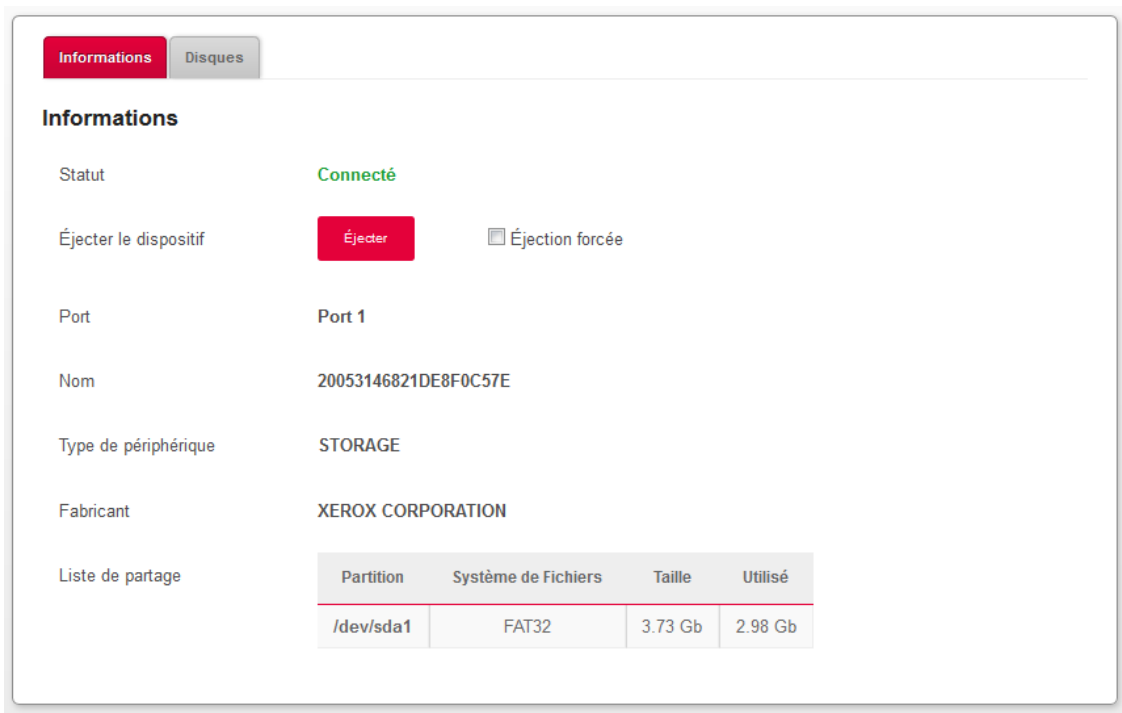 Informations Disques
Informations
Statut Connecté
Éjecter le dispositif Éjecter Éjection forcée
Port Port 1
Nom 20053146821DE8F0C57E
Type de périphérique STORAGE
Fabricant XEROX CORPORATION
Liste de partage Partition Système de Fichiers Taille Utilisé
/dev/sda1 FAT32 3.73 Gb 2.98 Gb